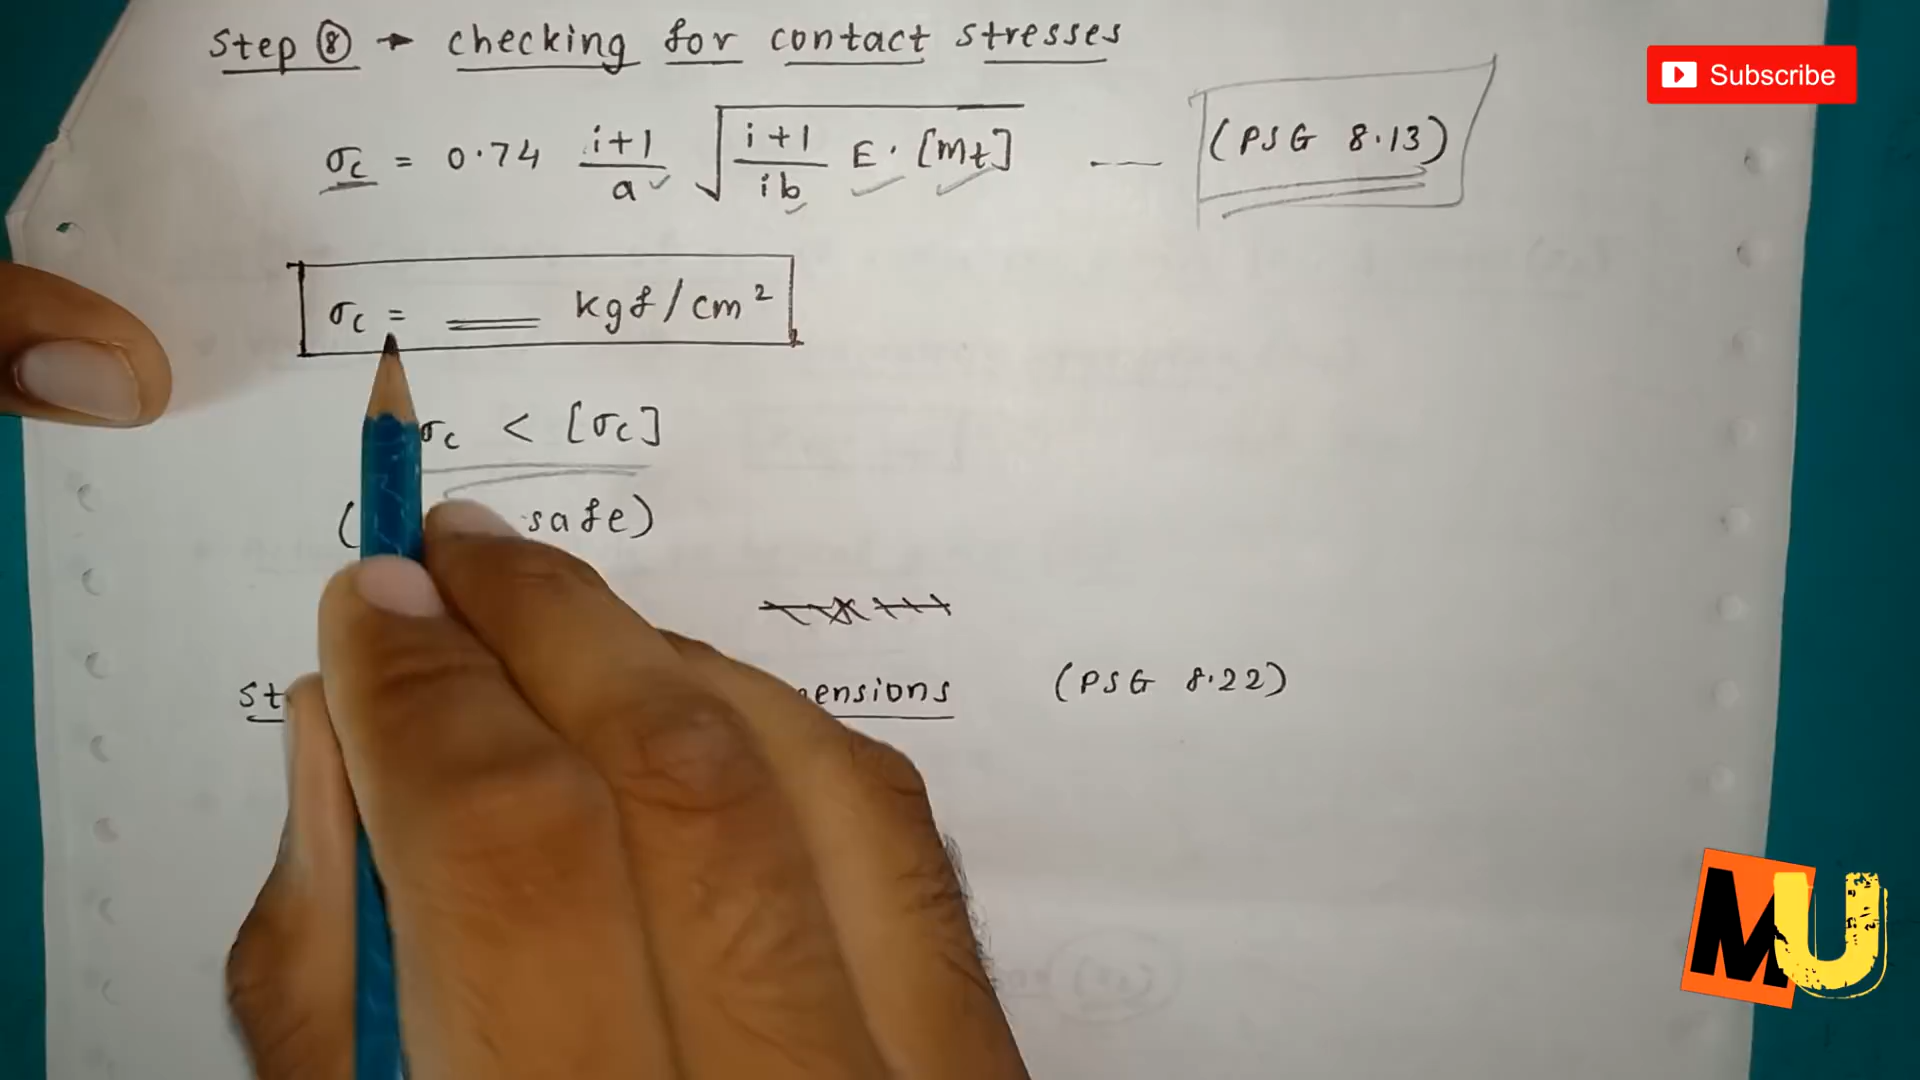 Step ⑧ → checking for contact stresses
σc = 0.74 i+1/a √(i+1/ib E · [Mt]) --- (PSG 8.13)
σc = ___ kgf/cm²
σc < [σc]
( safe)
(PSG 8.22)
Subscribe
MU